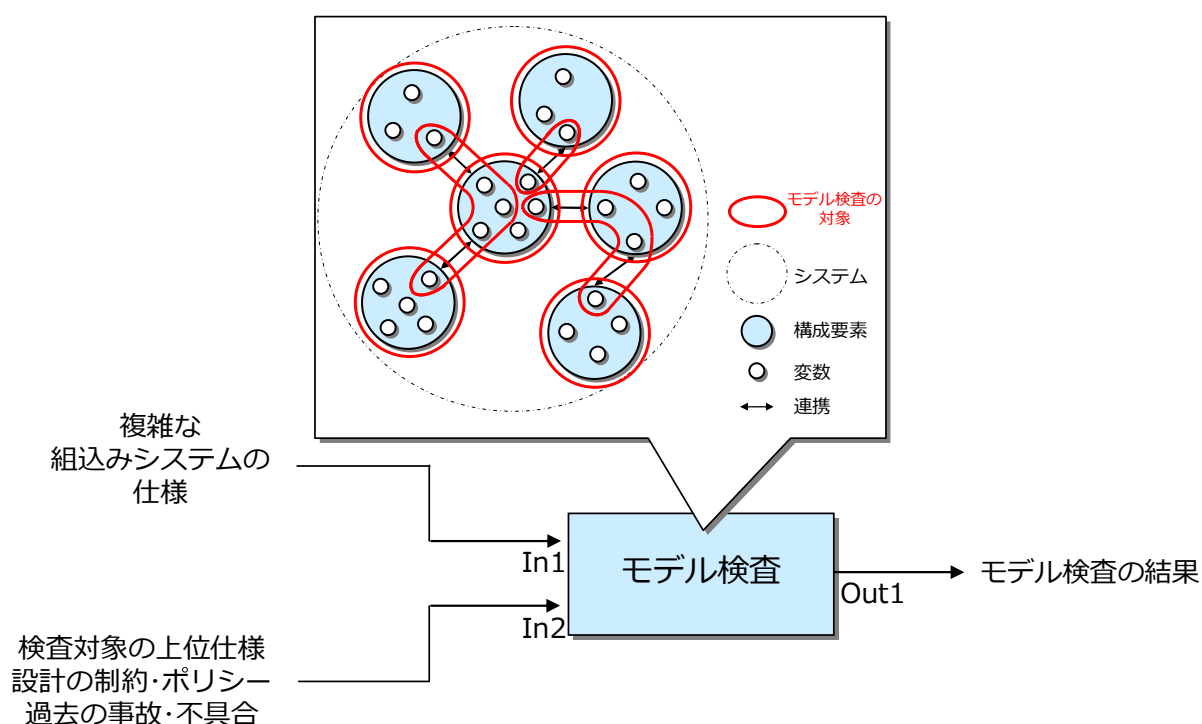 モデル検査の
対象
システム
構成要素
変数
連携
複雑な
組込みシステムの
仕様
In1
モデル検査
Out1
モデル検査の結果
In2
検査対象の上位仕様
設計の制約･ポリシー
過去の事故･不具合